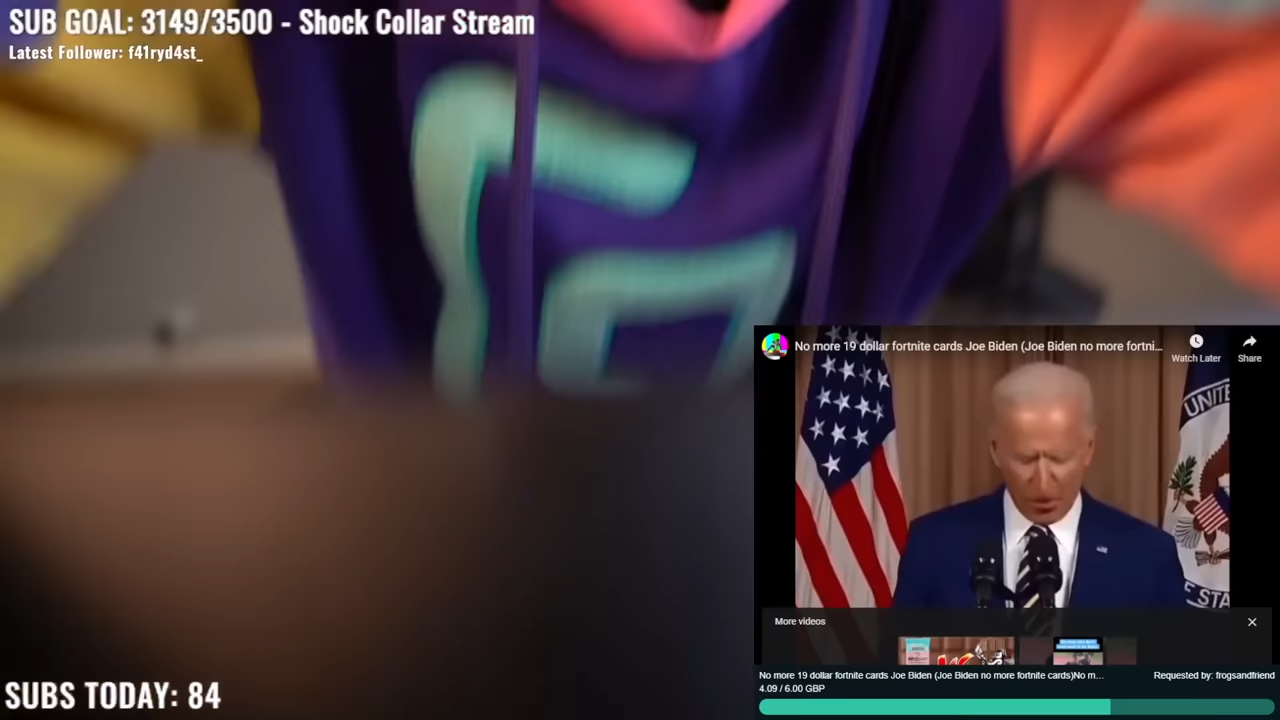 SUB GOAL: 3149/3500 - Shock Collar Stream
Latest Follower: f41ryd4st_
No more 19 dollar fortnite cards Joe Biden (Joe Biden no more fortni...
Watch Later
Share
UNITE
STA
More videos
No more 19 dollar fortnite cards Joe Biden (Joe Biden no more fortnite cards)No m...
Requested by: frogsandfriend
4.09 / 6.00 GBP
SUBS TODAY: 84